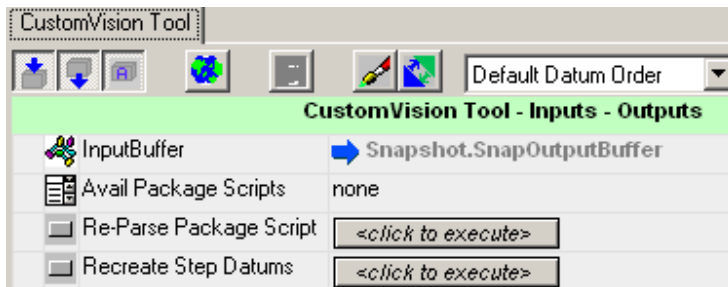 CustomVision Tool
A
Default Datum Order
CustomVision Tool - Inputs - Outputs
InputBuffer Snapshot.SnapOutputBuffer
Avail Package Scripts none
Re-Parse Package Script <click to execute>
Recreate Step Datums <click to execute>